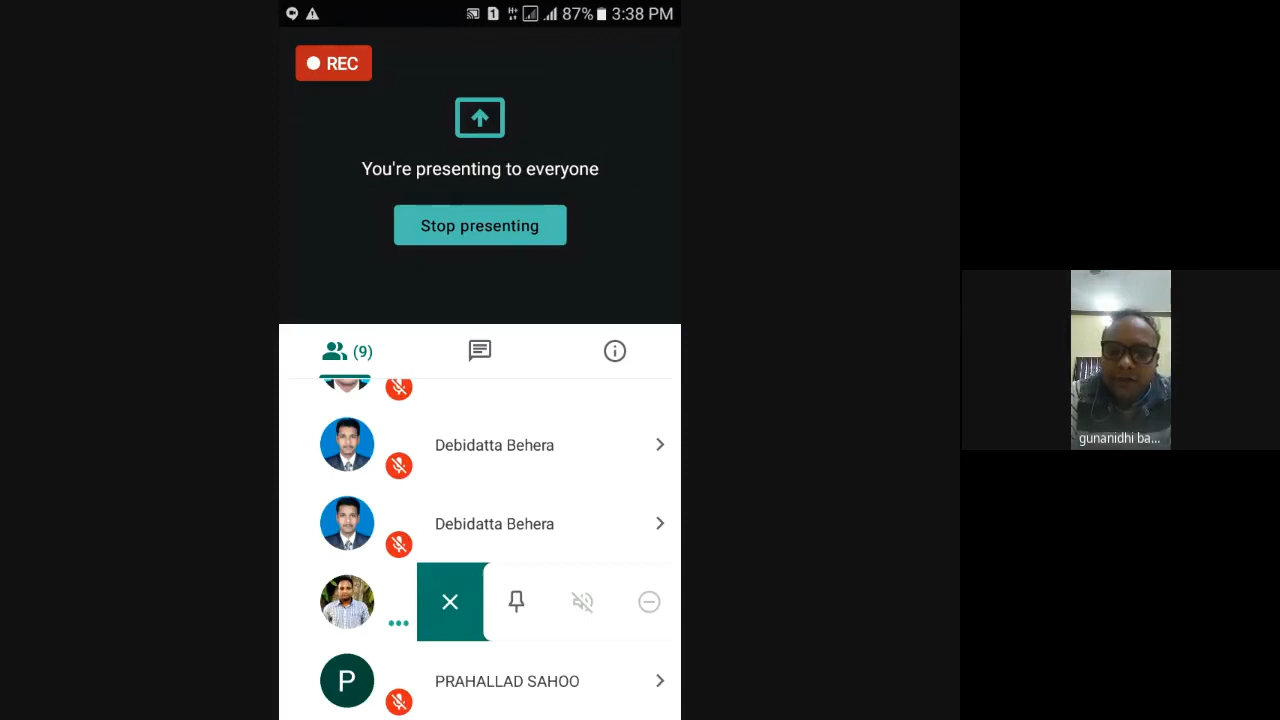 87% 3:38 PM
REC
You're presenting to everyone
Stop presenting
(9)
Debidatta Behera
Debidatta Behera
P PRAHALLAD SAHOO
gunanidhi ba...